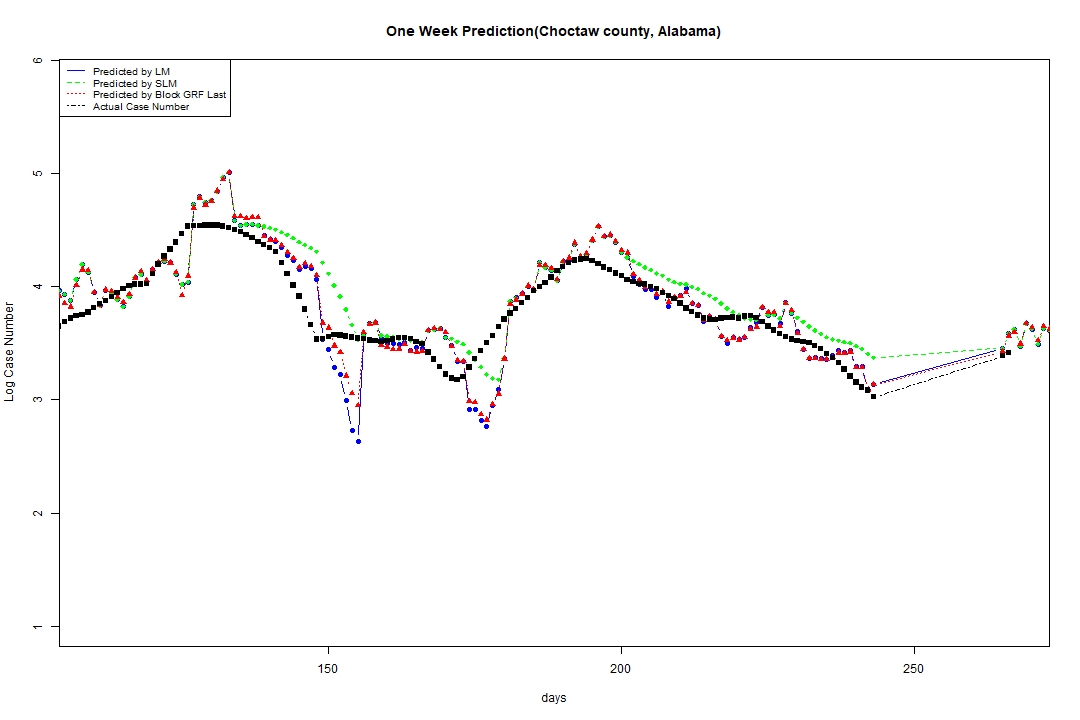 One Week Prediction(Choctaw county, Alabama)
Predicted by LM
Predicted by SLM
Predicted by Block GRF Last
Actual Case Number
6
5
4
3
2
1
Log Case Number
150 200 250
days